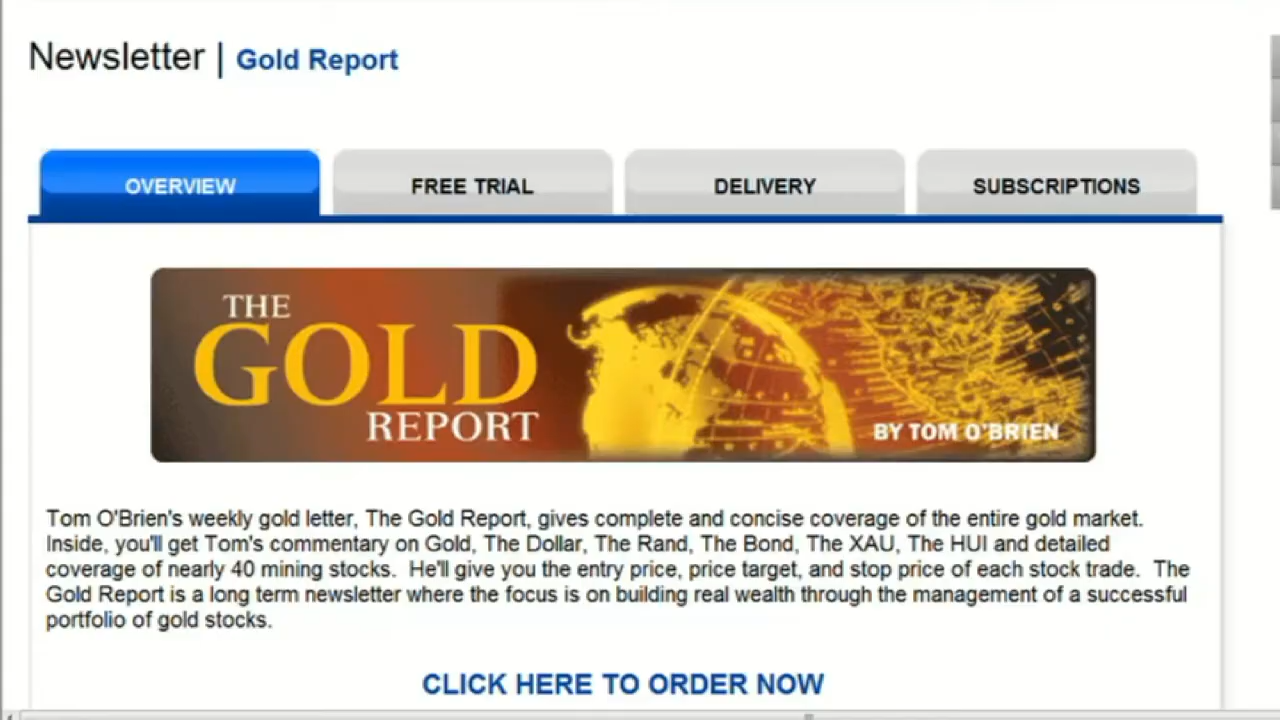 Newsletter | Gold Report
OVERVIEW
FREE TRIAL
DELIVERY
SUBSCRIPTIONS
THE
GOLD
REPORT
BY TOM O'BRIEN
Tom O'Brien's weekly gold letter, The Gold Report, gives complete and concise coverage of the entire gold market.
Inside, you'll get Tom's commentary on Gold, The Dollar, The Rand, The Bond, The XAU, The HUI and detailed
coverage of nearly 40 mining stocks.  He'll give you the entry price, price target, and stop price of each stock trade.  The
Gold Report is a long term newsletter where the focus is on building real wealth through the management of a successful
portfolio of gold stocks.
CLICK HERE TO ORDER NOW